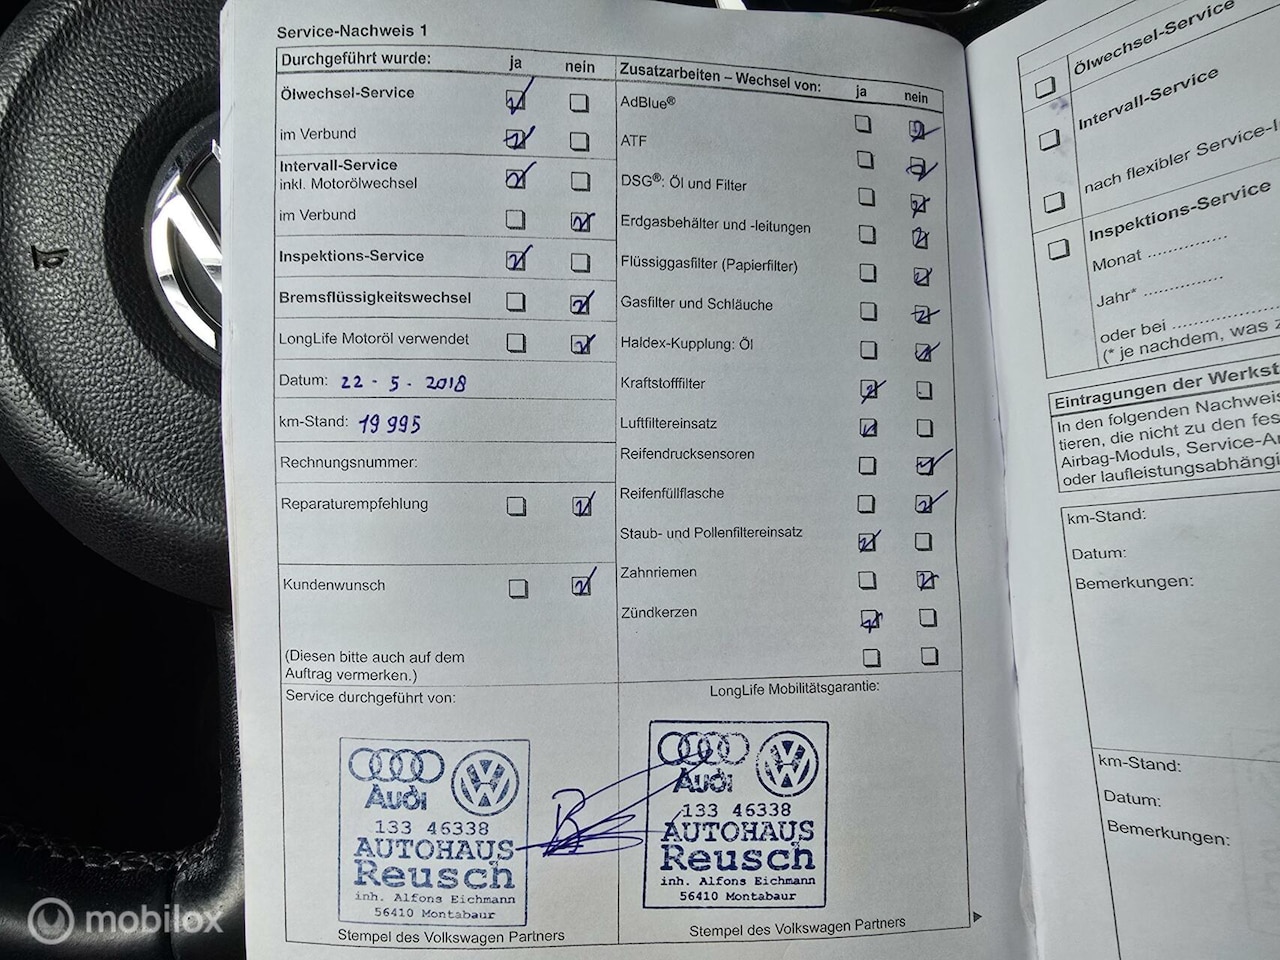 Service-Nachweis 1
Durchgeführt wurde: ja nein
Ölwechsel-Service
im Verbund
Intervall-Service
inkl. Motorölwechsel
im Verbund
Inspektions-Service
Bremsflüssigkeitswechsel
LongLife Motoröl verwendet
Datum: 22 - 5 - 2018
km-Stand: 19 995
Rechnungsnummer:
Reparaturempfehlung
Kundenwunsch
(Diesen bitte auch auf dem
Auftrag vermerken.)
Zusatzarbeiten – Wechsel von: ja nein
AdBlue®
ATF
DSG®: Öl und Filter
Erdgasbehälter und -leitungen
Flüssiggasfilter (Papierfilter)
Gasfilter und Schläuche
Haldex-Kupplung: Öl
Kraftstofffilter
Luftfiltereinsatz
Reifendrucksensoren
Reifenfüllflasche
Staub- und Pollenfiltereinsatz
Zahnriemen
Zündkerzen
Service durchgeführt von:
Audi
133 46338
AUTOHAUS
Reusch
inh. Alfons Eichmann
56410 Montabaur
Stempel des Volkswagen Partners
LongLife Mobilitätsgarantie:
Audi
133 46338
AUTOHAUS
Reusch
inh. Alfons Eichmann
56410 Montabaur
Stempel des Volkswagen Partners
Ölwechsel-Service
Intervall-Service
nach flexibler
Inspektions-Service
Monat ..............
Jahr* ..............
oder bei
(* je nachdem, was
Eintragungen der
In den folgenden
tieren, die nicht zu den
Airbag-Moduls,
oder
km-Stand:
Datum:
Bemerkungen:
km-Stand:
Datum:
Bemerkungen:
mobilox